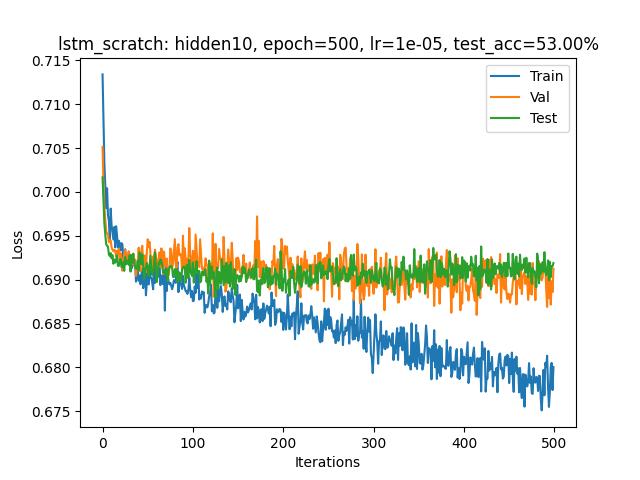 lstm_scratch: hidden10, epoch=500, lr=1e-05, test_acc=53.00%
0.715
0.710
0.705
0.700
0.695
0.690
0.685
0.680
0.675
Loss
Train
Val
Test
0 100 200 300 400 500
Iterations